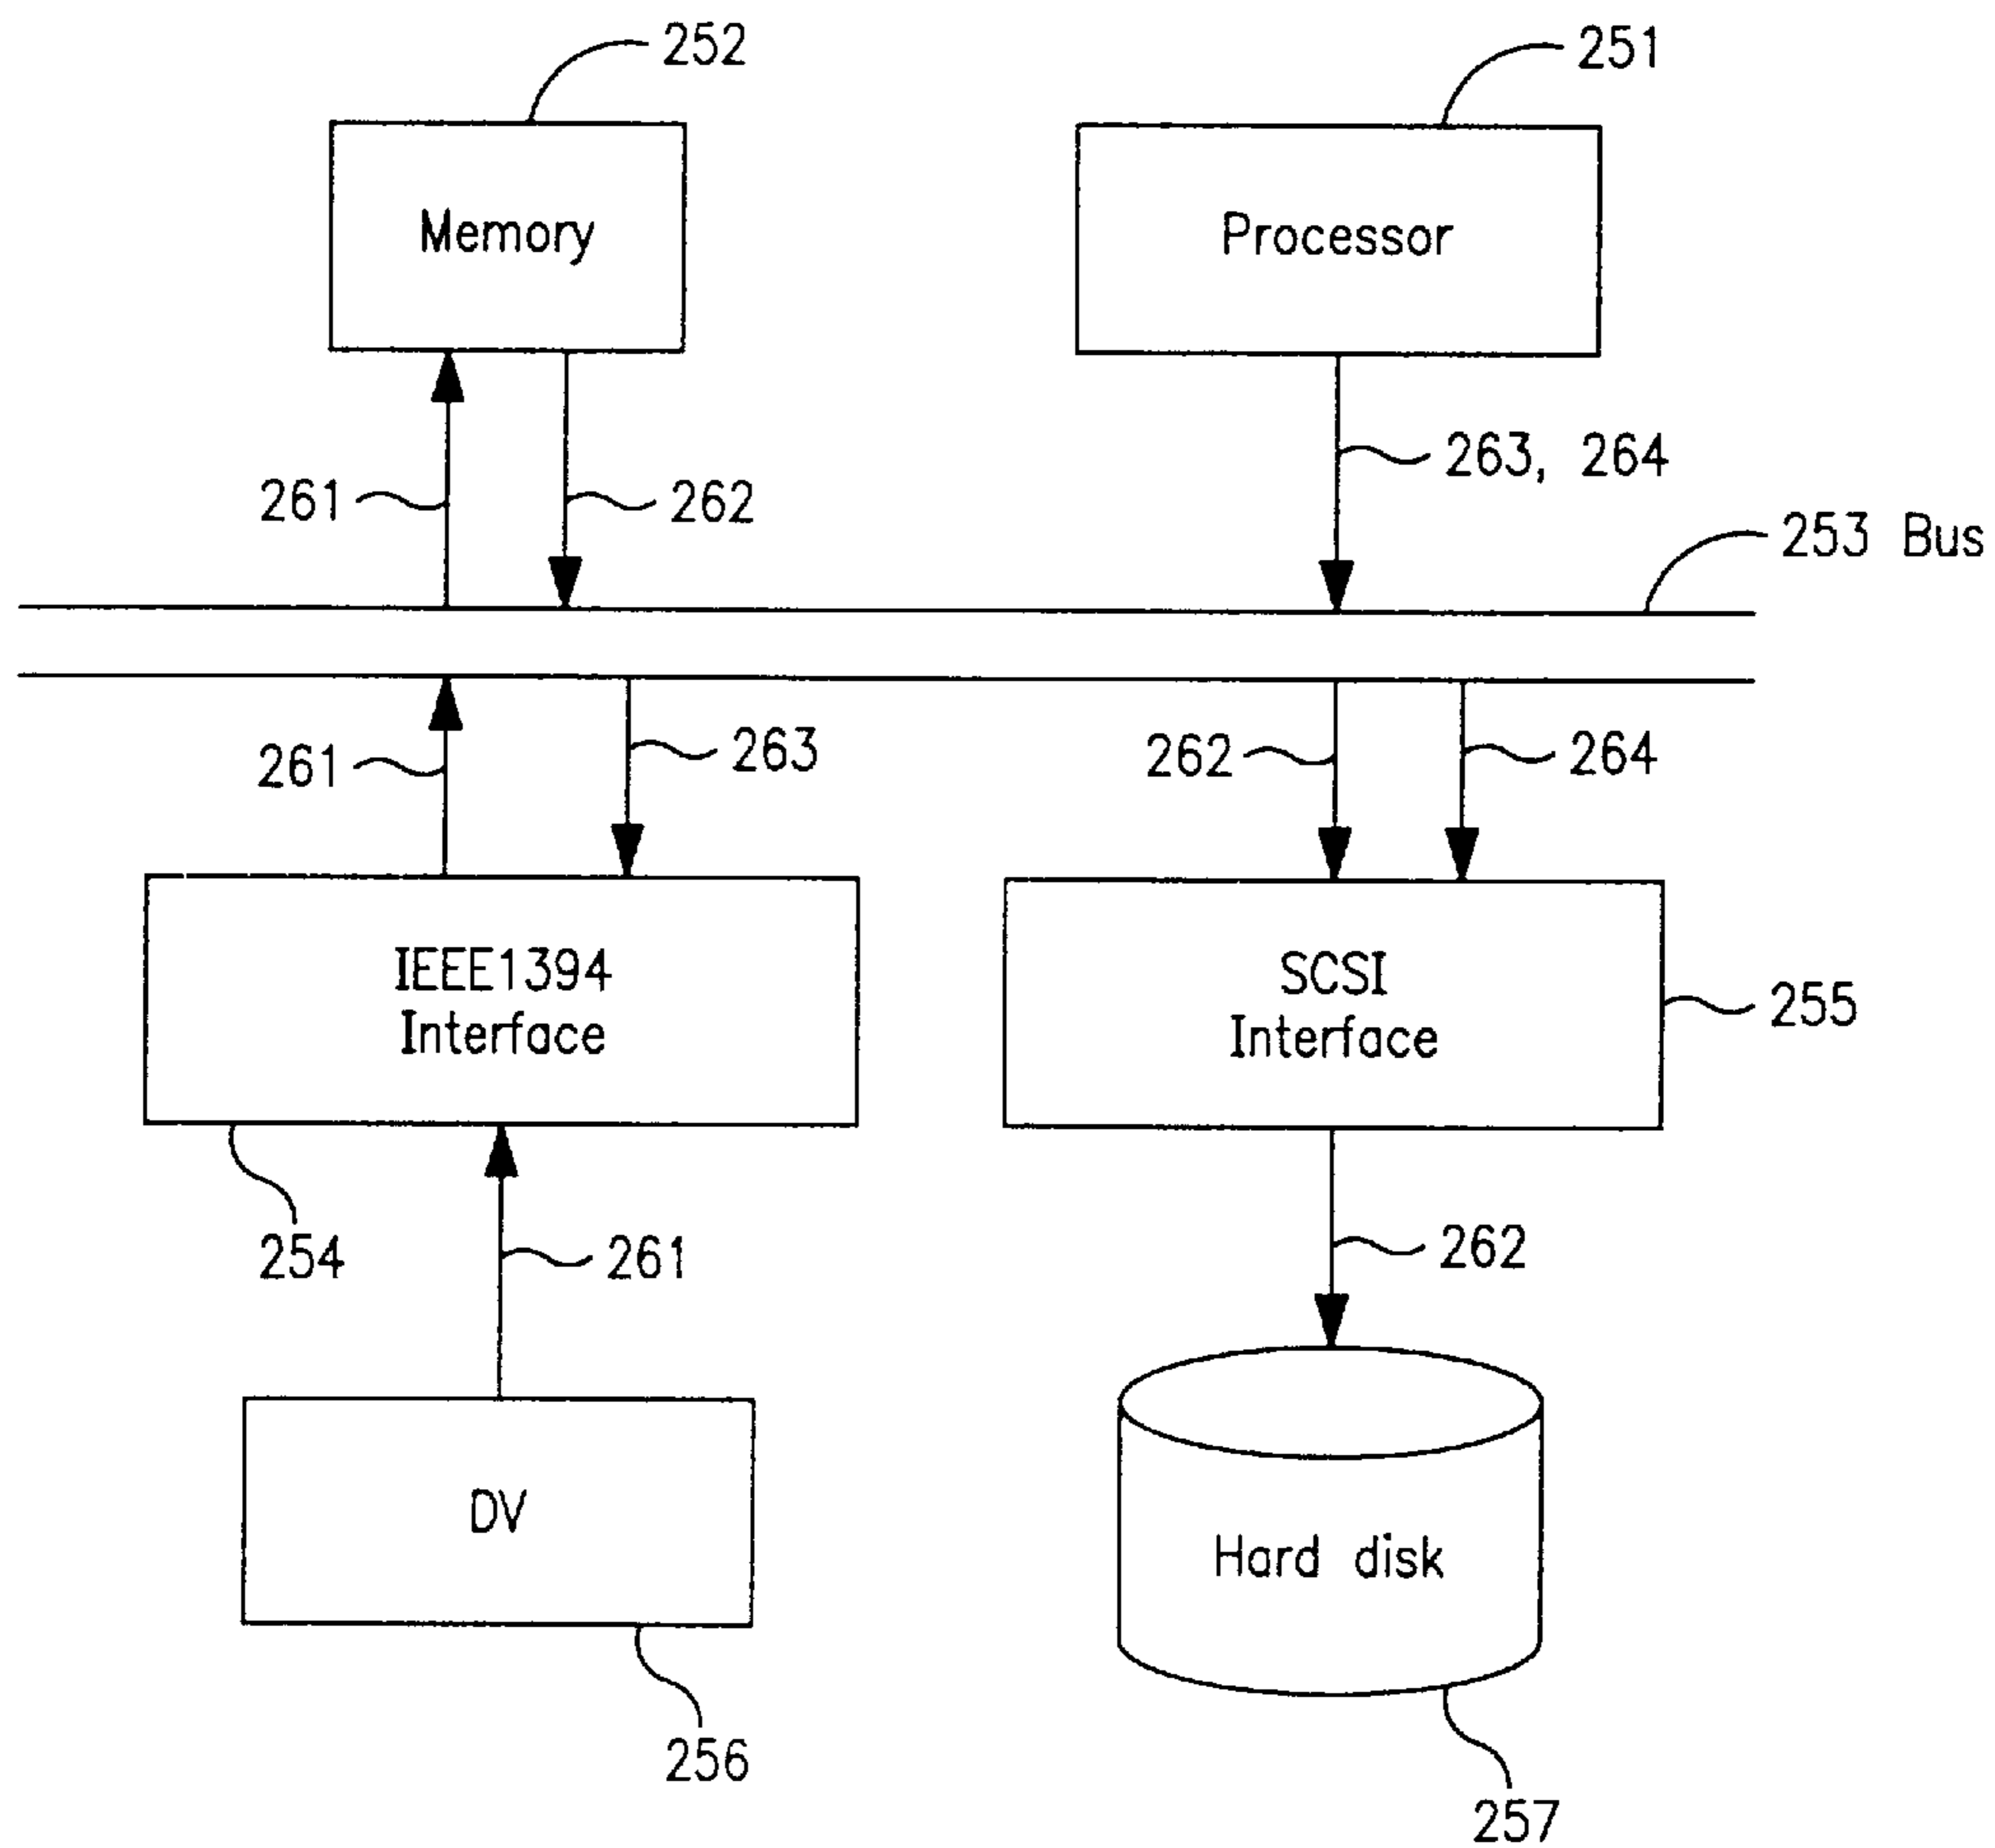 252
251
Memory
Processor
263, 264
261
262
253 Bus
261
263
262
264
IEEE1394
Interface
SCSI
Interface
255
254
261
262
DV
Hard disk
256
257